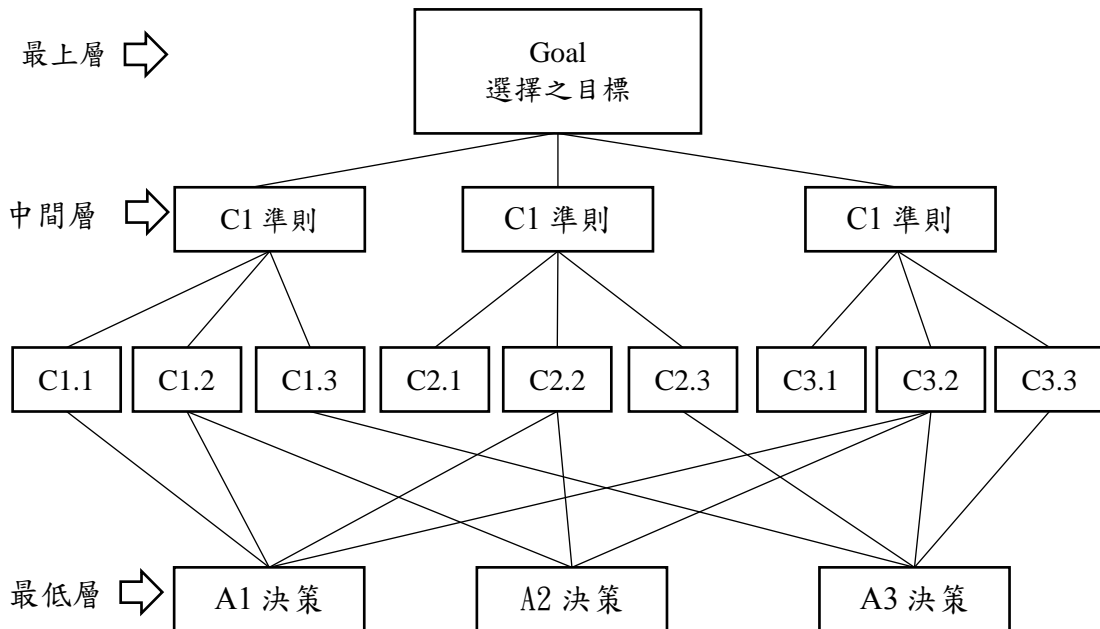 最上層
Goal
選擇之目標
中間層
C1 準則
C1 準則
C1 準則
C1.1
C1.2
C1.3
C2.1
C2.2
C2.3
C3.1
C3.2
C3.3
最低層
A1 決策
A2 決策
A3 決策